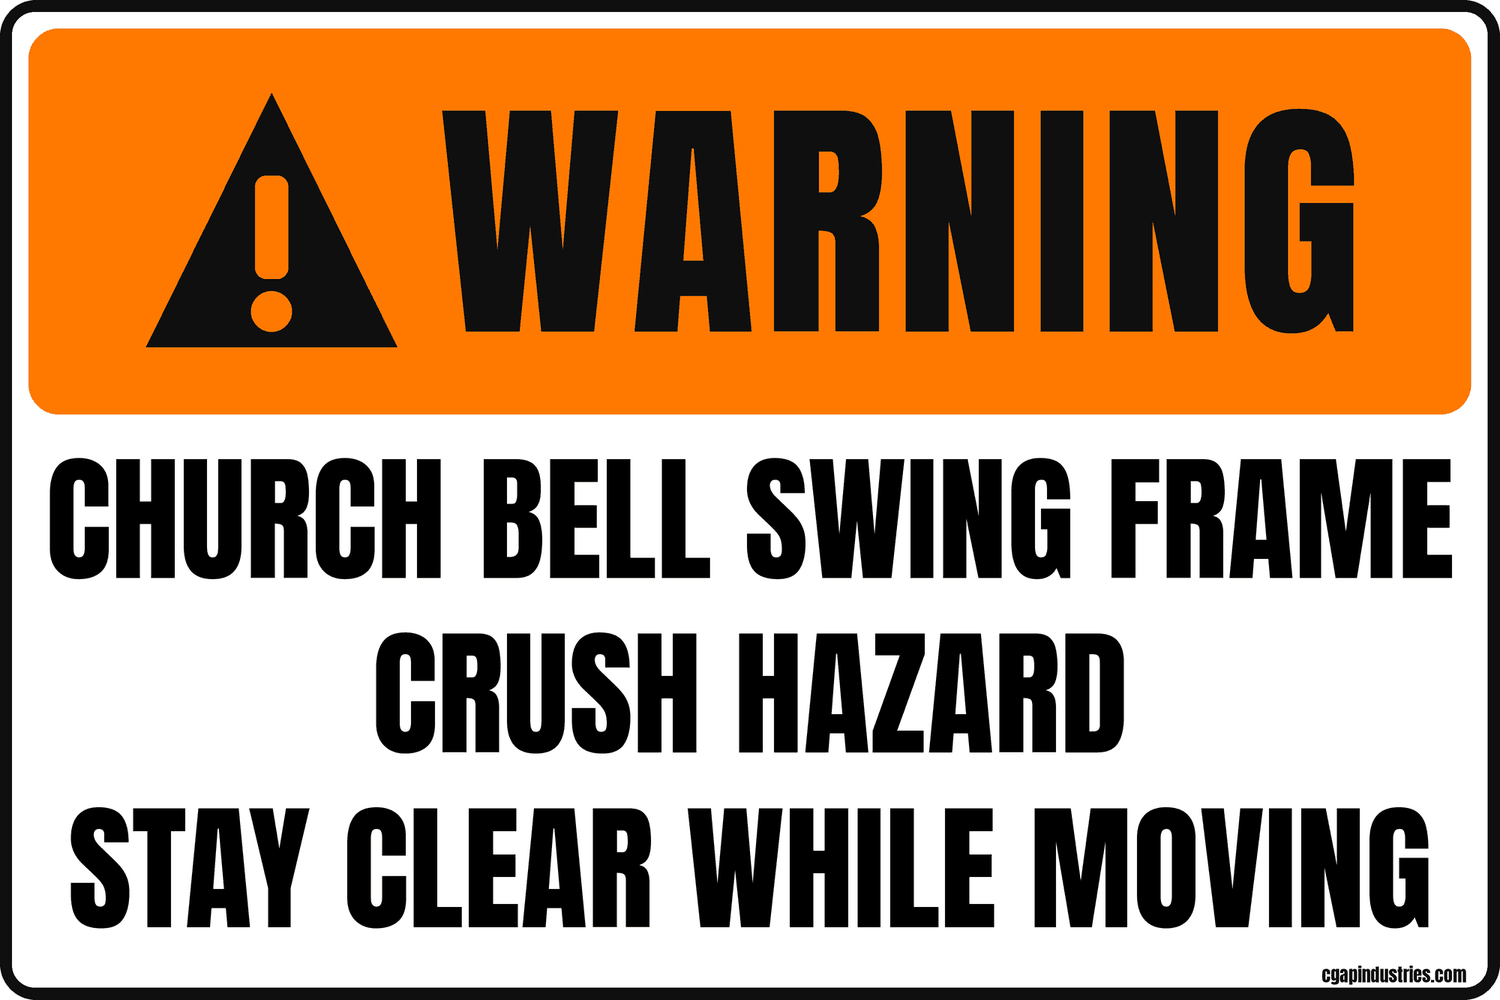 WARNING
CHURCH BELL SWING FRAME
CRUSH HAZARD
STAY CLEAR WHILE MOVING
cgapindustries.com